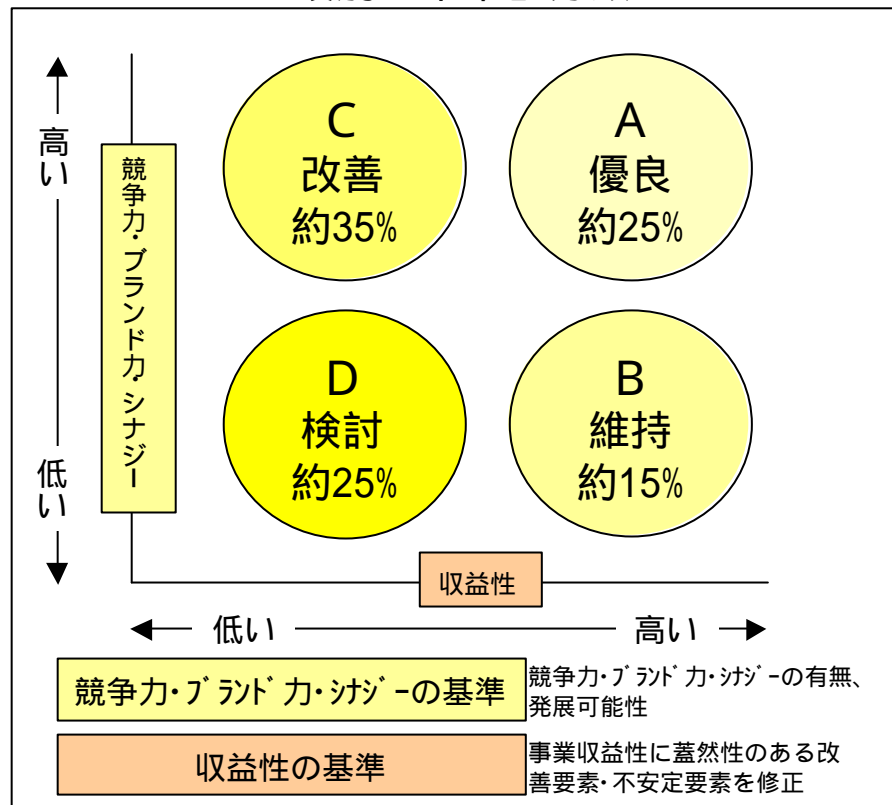 高い
低い
競争力・ブランド力・シナジー
C
改善
約35%
A
優良
約25%
D
検討
約25%
B
維持
約15%
収益性
低い
高い
競争力・ブランド力・シナジーの基準
競争力・ブランド力・シナジーの有無、
発展可能性
収益性の基準
事業収益性に蓋然性のある改
善要素・不安定要素を修正